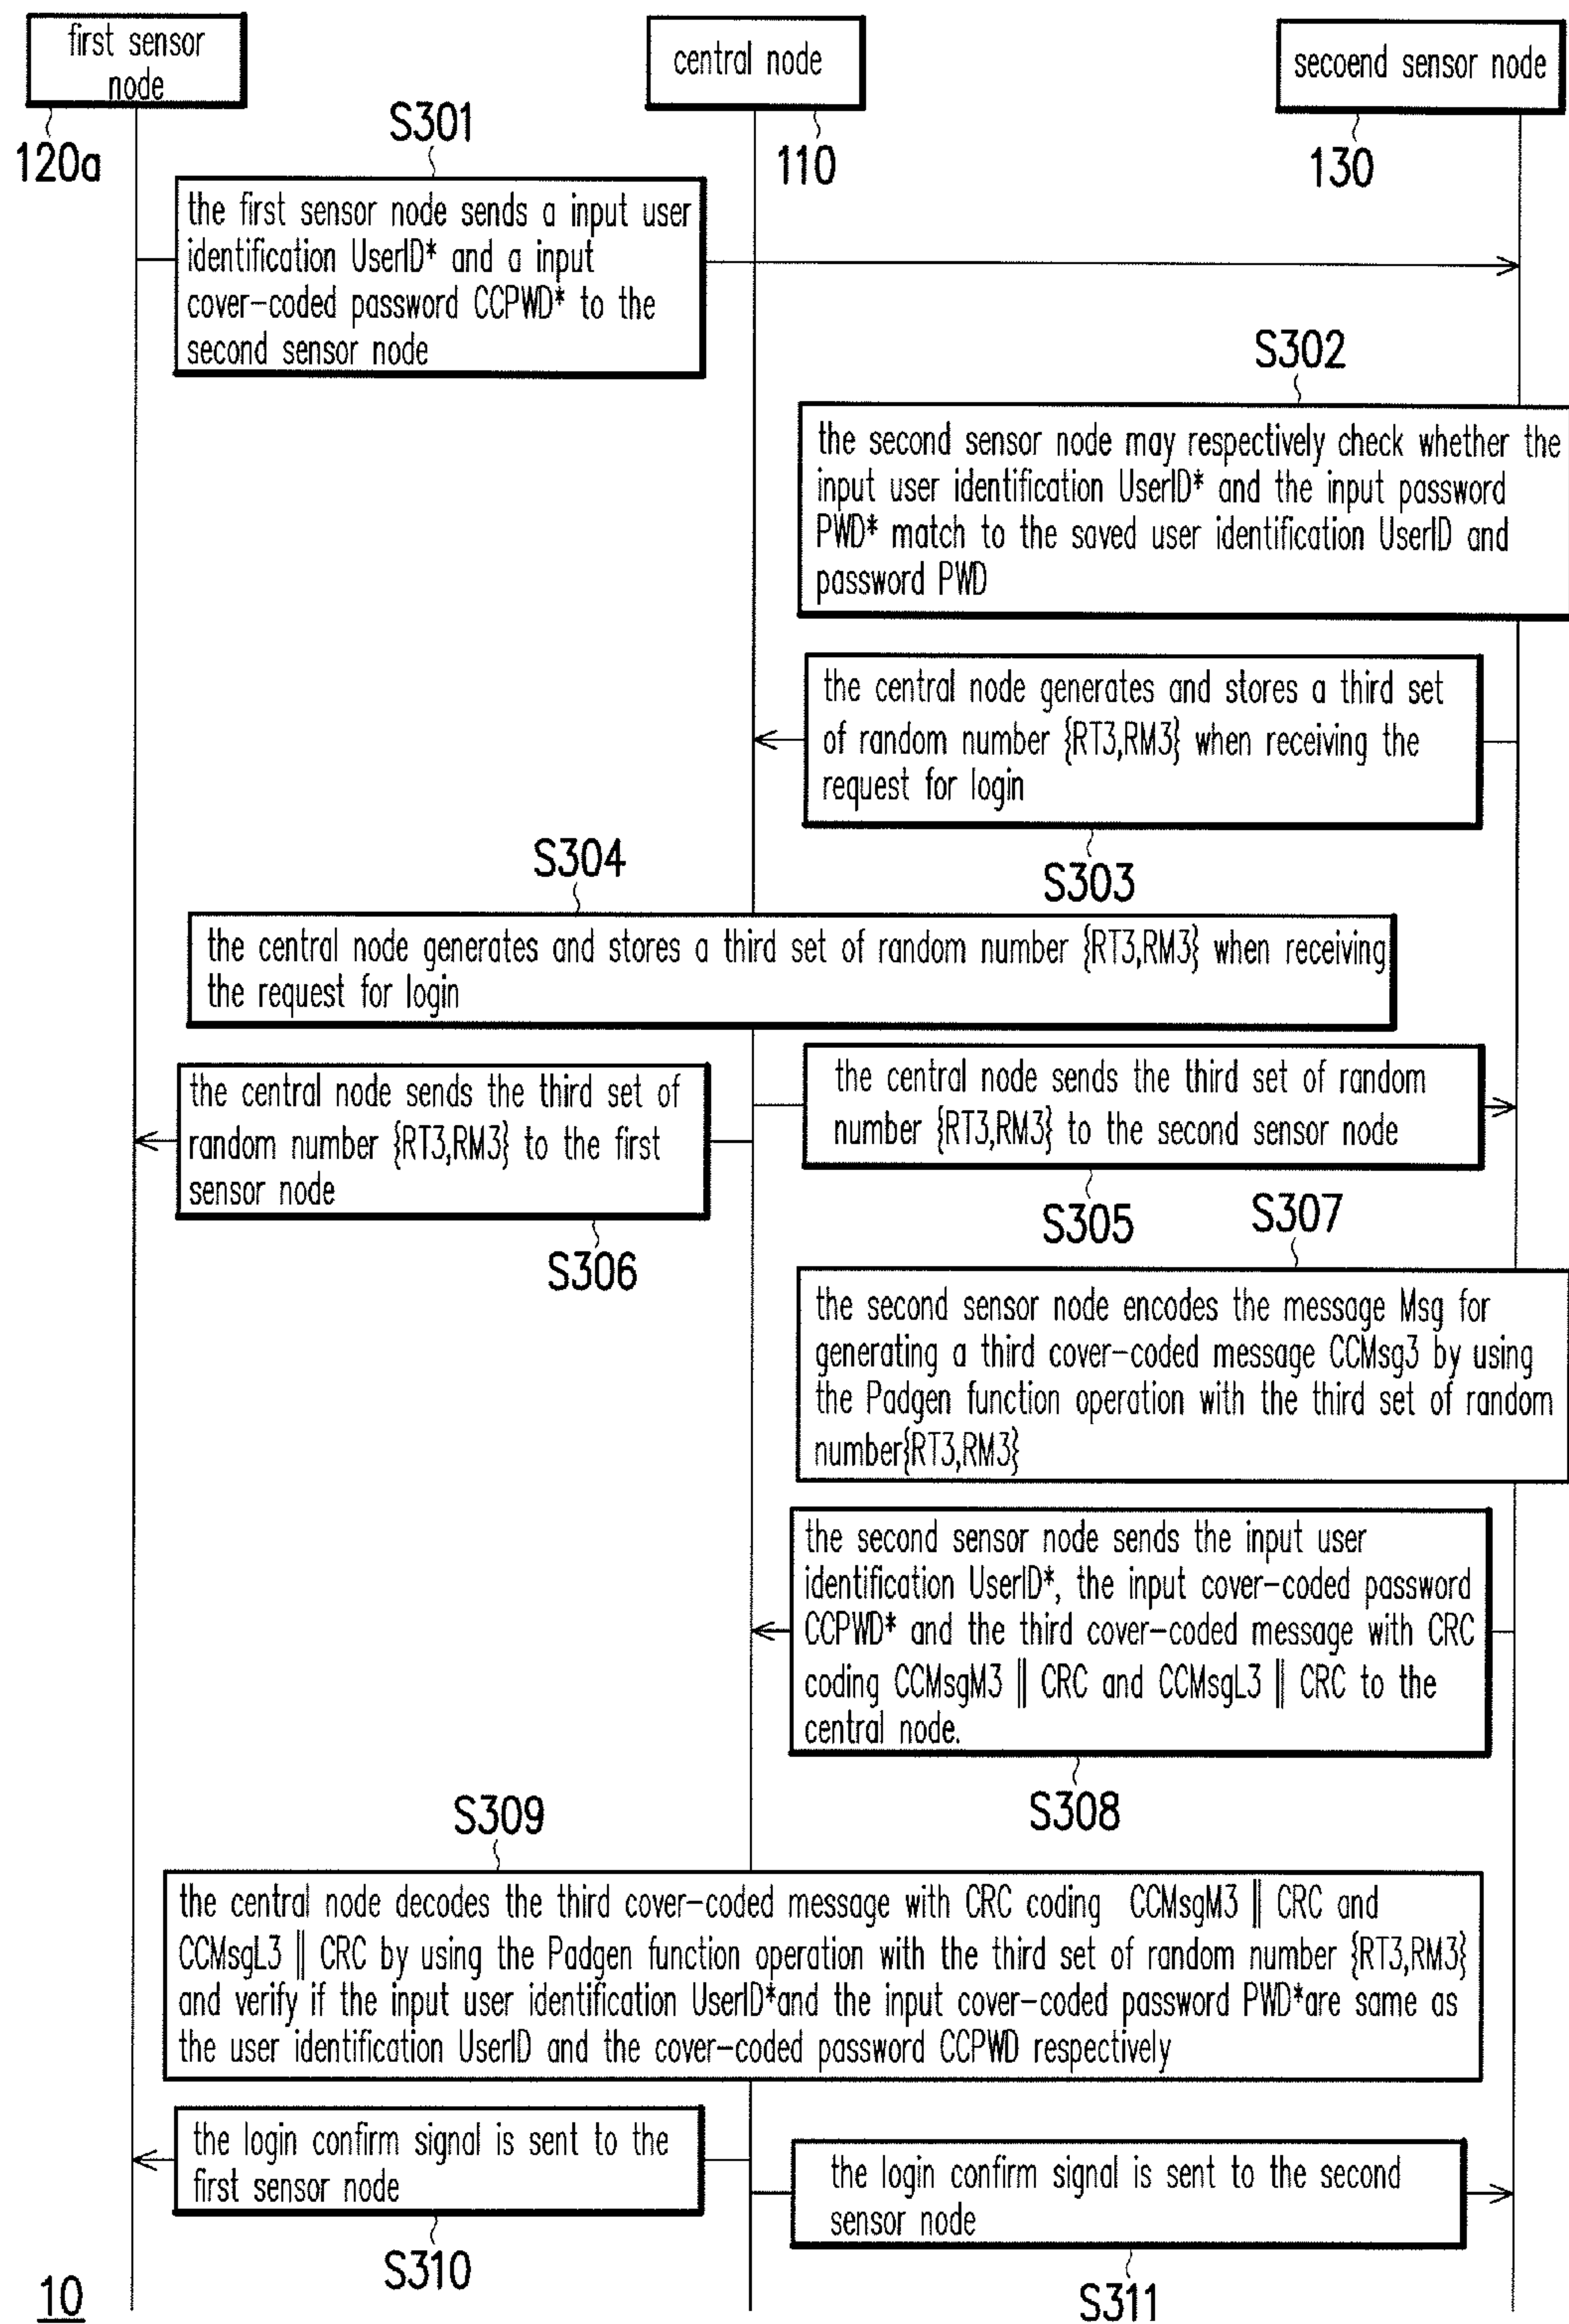 first sensor
node
central node
secoend sensor node
120a
S301
110
130
the first sensor node sends a input user
identification UserID* and a input
cover-coded password CCPWD* to the
second sensor node
S302
the second sensor node may respectively check whether the
input user identification UserID* and the input password
PWD* match to the saved user identification UserID and
password PWD
the central node generates and stores a third set
of random number {RT3,RM3} when receiving the
request for login
S303
S304
the central node generates and stores a third set of random number {RT3,RM3} when receiving
the request for login
the central node sends the third set of random
number {RT3,RM3} to the second sensor node
S305
the central node sends the third set of
random number {RT3,RM3} to the first
sensor node
S306
S307
the second sensor node encodes the message Msg for
generating a third cover-coded message CCMsg3 by using
the Padgen function operation with the third set of random
number{RT3,RM3}
the second sensor node sends the input user
identification UserID*, the input cover-coded password
CCPWD* and the third cover-coded message with CRC
coding CCMsgM3 || CRC and CCMsgL3 || CRC to the
central node.
S308
S309
the central node decodes the third cover-coded message with CRC coding CCMsgM3 || CRC and
CCMsgL3 || CRC by using the Padgen function operation with the third set of random number {RT3,RM3}
and verify if the input user identification UserID*and the input cover-coded password PWD*are same as
the user identification UserID and the cover-coded password CCPWD respectively
the login confirm signal is sent to the
first sensor node
S310
the login confirm signal is sent to the second
sensor node
S311
10